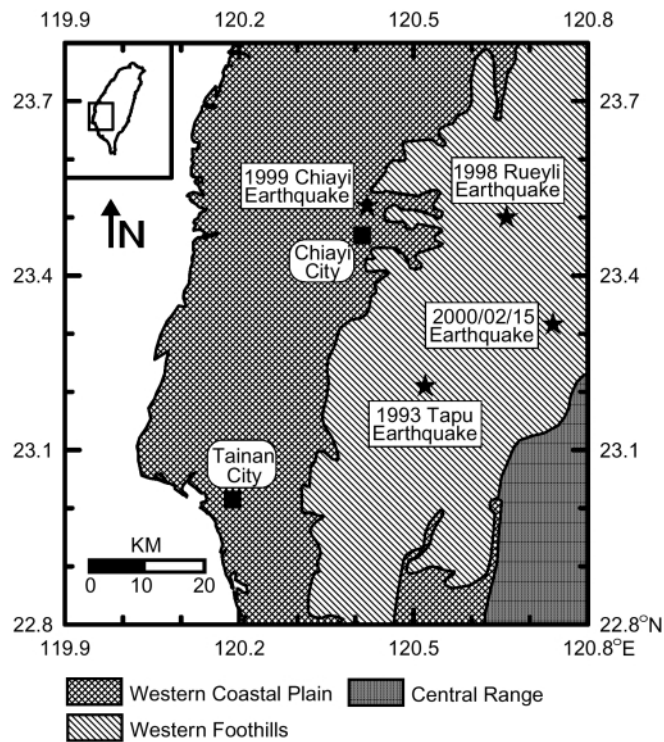 119.9 120.2 120.5 120.8
23.7 23.7
1999 Chiayi
Earthquake
1998 Rueyli
Earthquake
N
Chiayi
City
23.4 23.4
2000/02/15
Earthquake
1993 Tapu
Earthquake
23.1 23.1
Tainan
City
KM
0 10 20
22.8 22.8°N
119.9 120.2 120.5 120.8°E
Western Coastal Plain
Central Range
Western Foothills